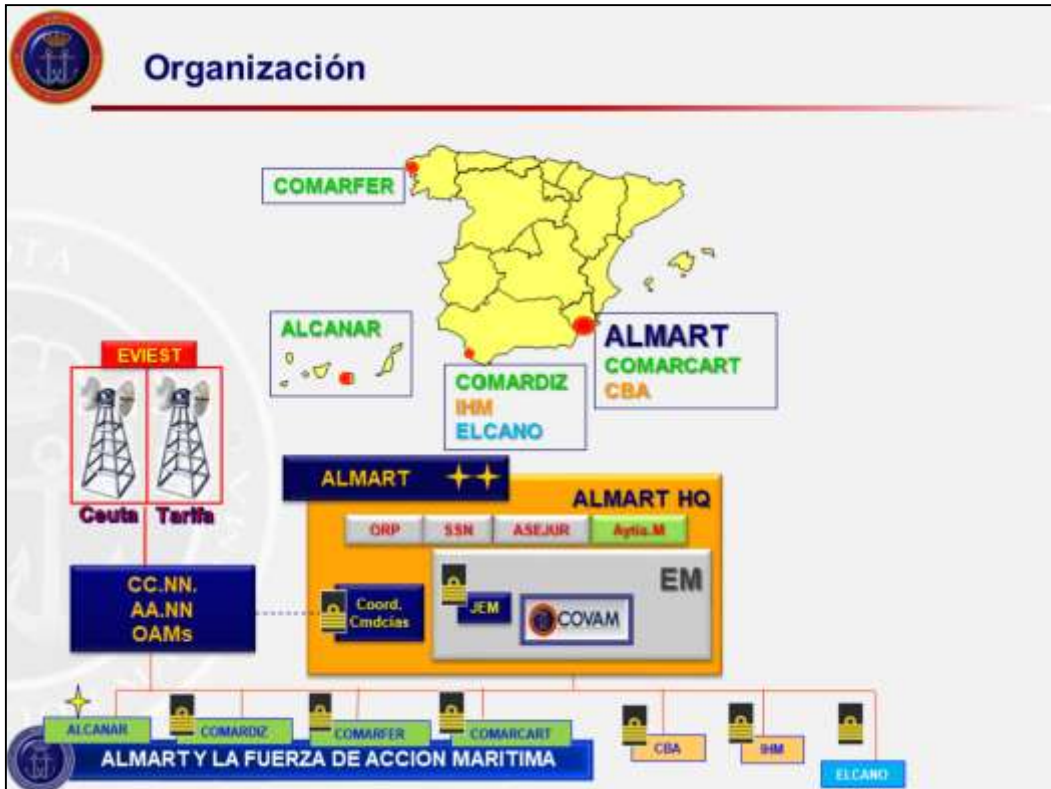 Organización
COMARFER
ALCANAR
ALMART
COMARCART
CBA
COMARDIZ
IHM
ELCANO
EVIEST
Ceuta Tarifa
ALMART
ALMART HQ
ORP SSN ASEJUR Aytía.M
EM
CC.NN.
AA.NN
OAMs
Coord.
Cmdcias
JEM
COVAM
ALCANAR COMARDIZ COMARFER COMARCART CBA IHM ELCANO
ALMART Y LA FUERZA DE ACCION MARITIMA